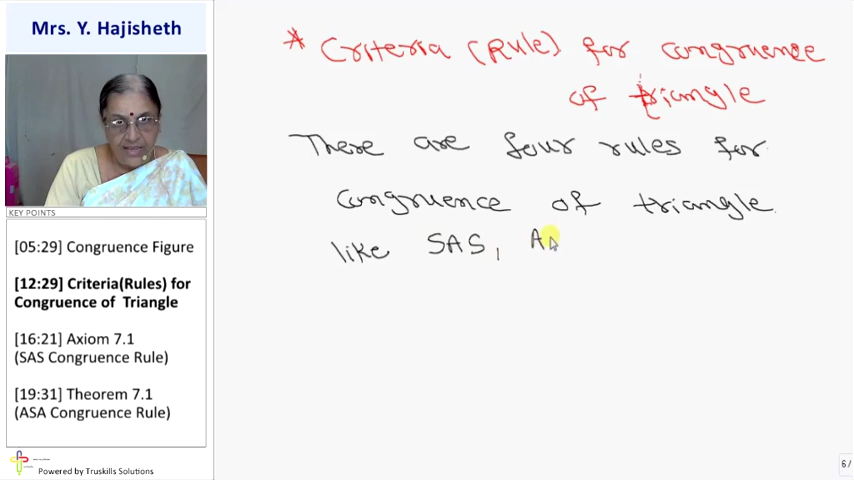 Mrs. Y. Hajisheth
KEY POINTS
[05:29] Congruence Figure
[12:29] Criteria(Rules) for
Congruence of Triangle
[16:21] Axiom 7.1
(SAS Congruence Rule)
[19:31] Theorem 7.1
(ASA Congruence Rule)
Powered by Truskills Solutions
* Criteria (Rule) for congruence
of triangle
There are four rules for
congruence of triangle.
like SAS, A
6/